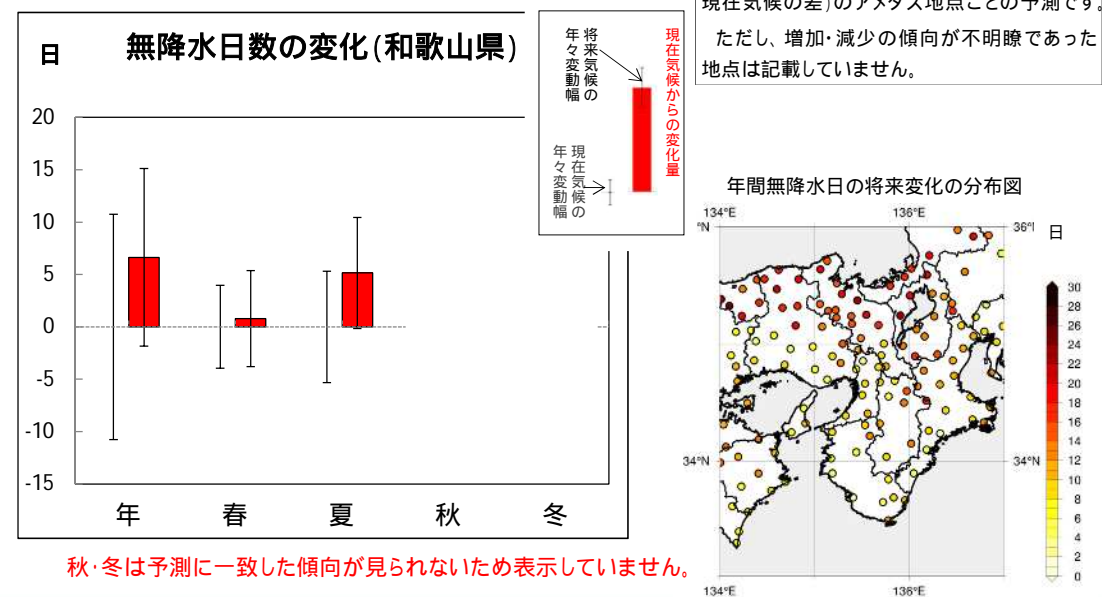 現在気候の差)のアメダス地点ごとの予測です。
ただし、増加・減少の傾向が不明瞭であった
地点は記載していません。
日
無降水日数の変化(和歌山県)
将来気候の
年々変動幅
現在気候からの変化量
現在気候の
年々変動幅
20
15
10
5
0
-5
-10
-15
年
春
夏
秋
冬
秋・冬は予測に一致した傾向が見られないため表示していません。
年間無降水日の将来変化の分布図
134°E
136°E
°N
36°
日
34°N
34°N
134°E
136°E
30
28
26
24
22
20
18
16
14
12
10
8
6
4
2
0